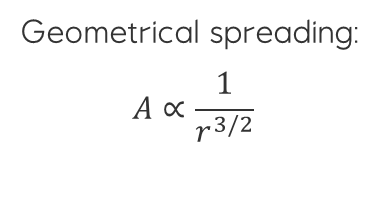 Geometrical spreading:
A ∝ 1 / r^{3/2}